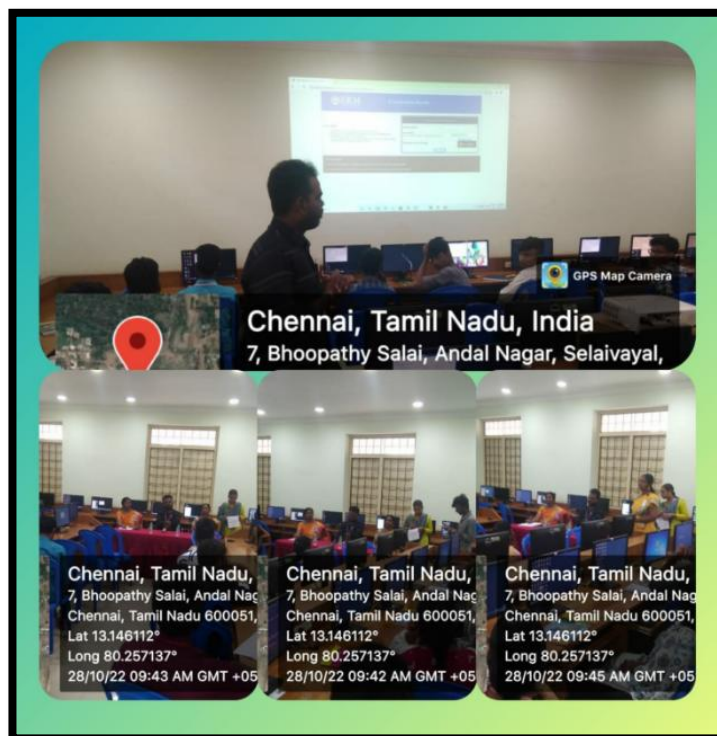 GPS Map Camera
Chennai, Tamil Nadu, India
7, Bhoopathy Salai, Andal Nagar, Selaivayal,
Chennai, Tamil Nadu,
7, Bhoopathy Salai, Andal Nag
Chennai, Tamil Nadu 600051,
Lat 13.146112°
Long 80.257137°
28/10/22 09:43 AM GMT +05
Chennai, Tamil Nadu,
7, Bhoopathy Salai, Andal Nag
Chennai, Tamil Nadu 600051,
Lat 13.146112°
Long 80.257137°
28/10/22 09:42 AM GMT +05
Chennai, Tamil Nadu,
7, Bhoopathy Salai, Andal Nag
Chennai, Tamil Nadu 600051,
Lat 13.146112°
Long 80.257137°
28/10/22 09:45 AM GMT +05